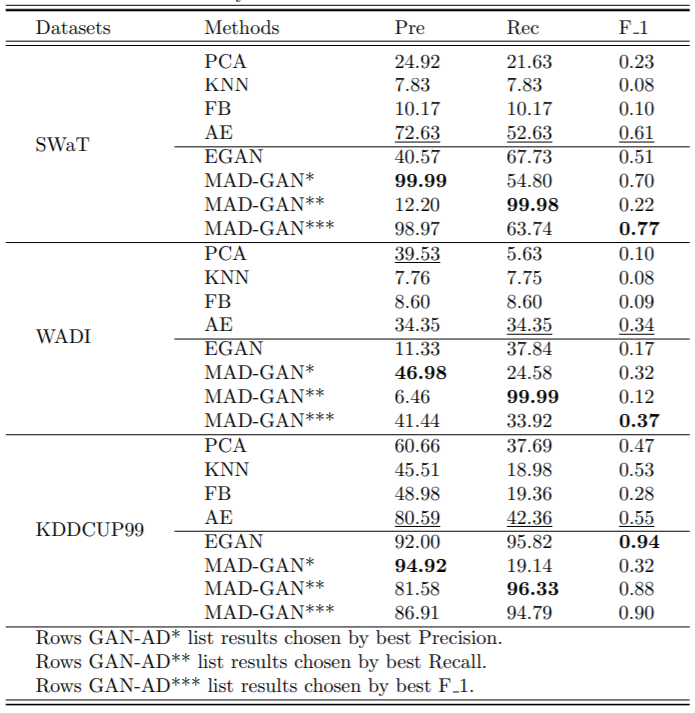 Datasets Methods Pre Rec F_1
PCA 24.92 21.63 0.23
KNN 7.83 7.83 0.08
FB 10.17 10.17 0.10
AE 72.63 52.63 0.61
SWaT
EGAN 40.57 67.73 0.51
MAD-GAN* 99.99 54.80 0.70
MAD-GAN** 12.20 99.98 0.22
MAD-GAN*** 98.97 63.74 0.77
PCA 39.53 5.63 0.10
KNN 7.76 7.75 0.08
FB 8.60 8.60 0.09
AE 34.35 34.35 0.34
WADI
EGAN 11.33 37.84 0.17
MAD-GAN* 46.98 24.58 0.32
MAD-GAN** 6.46 99.99 0.12
MAD-GAN*** 41.44 33.92 0.37
PCA 60.66 37.69 0.47
KNN 45.51 18.98 0.53
FB 48.98 19.36 0.28
AE 80.59 42.36 0.55
KDDCUP99
EGAN 92.00 95.82 0.94
MAD-GAN* 94.92 19.14 0.32
MAD-GAN** 81.58 96.33 0.88
MAD-GAN*** 86.91 94.79 0.90
Rows GAN-AD* list results chosen by best Precision.
Rows GAN-AD** list results chosen by best Recall.
Rows GAN-AD*** list results chosen by best F_1.